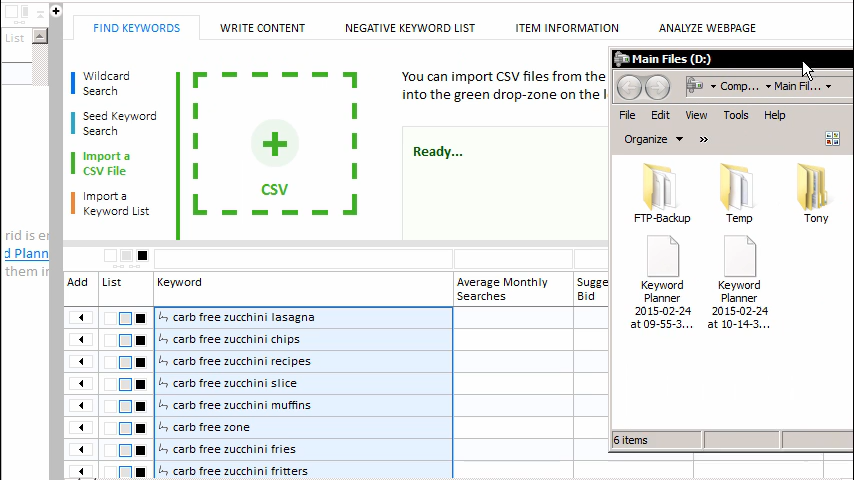 List
FIND KEYWORDS
WRITE CONTENT
NEGATIVE KEYWORD LIST
ITEM INFORMATION
ANALYZE WEBPAGE
Wildcard
Search
Seed Keyword
Search
Import a
CSV File
Import a
Keyword List
CSV
You can import CSV files from the
into the green drop-zone on the l
Ready...
rid is e
d Plann
them in
Add
List
Keyword
Average Monthly
Searches
Sugge
Bid
carb free zucchini lasagna
carb free zucchini chips
carb free zucchini recipes
carb free zucchini slice
carb free zucchini muffins
carb free zone
carb free zucchini fries
carb free zucchini fritters
Main Files (D:)
Comp...
Main Fil...
File
Edit
View
Tools
Help
Organize
»
FTP-Backup
Temp
Tony
Keyword
Planner
2015-02-24
at 09-55-3...
Keyword
Planner
2015-02-24
at 10-14-3...
6 items